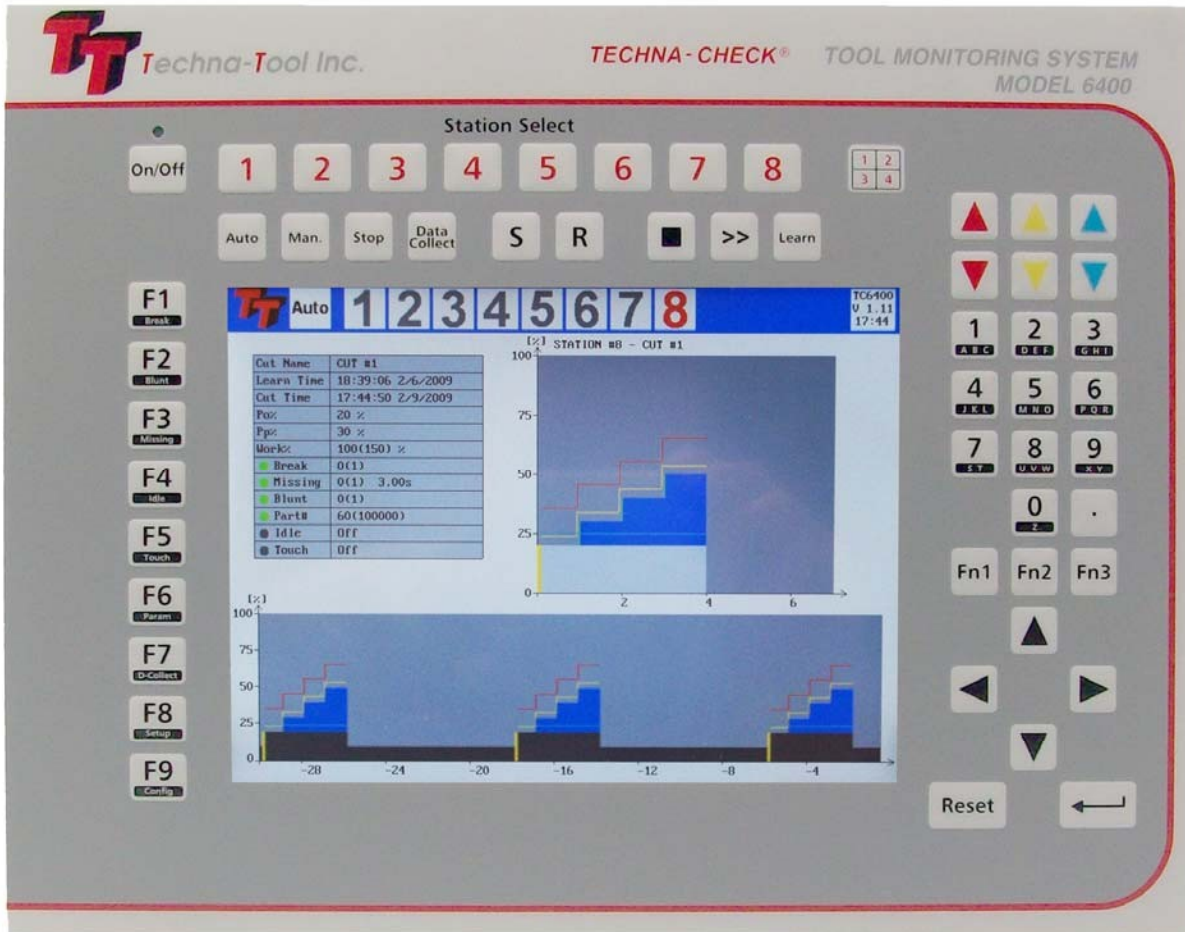 TT Techna-Tool Inc.
TECHNA-CHECK® TOOL MONITORING SYSTEM
MODEL 6400
Station Select
On/Off 1 2 3 4 5 6 7 8
1 2
3 4
Auto Man. Stop Data Collect S R >> Learn
F1
Break
F2
Blunt
F3
Missing
F4
Idle
F5
Touch
F6
Param
F7
D-Collect
F8
Setup
F9
Config
TT Auto 1 2 3 4 5 6 7 8
TC6400
V 1.11
17:44
Cut Name CUT #1
Learn Time 18:39:06 2/6/2009
Cut Time 17:44:50 2/9/2009
Pa% 20 %
Pp% 30 %
Work% 100(150) %
Break 0(1)
Missing 0(1) 3.00s
Blunt 0(1)
Part# 60(100000)
Idle Off
Touch Off
[%] STATION #8 - CUT #1
100
75
50
25
0
2 4 6
[%]
100
75
50
25
0
-28 -24 -20 -16 -12 -8 -4
1 2 3
ABC DEF GHI
4 5 6
JKL MNO PQR
7 8 9
ST UVW XY
0 .
Z
Fn1 Fn2 Fn3
Reset